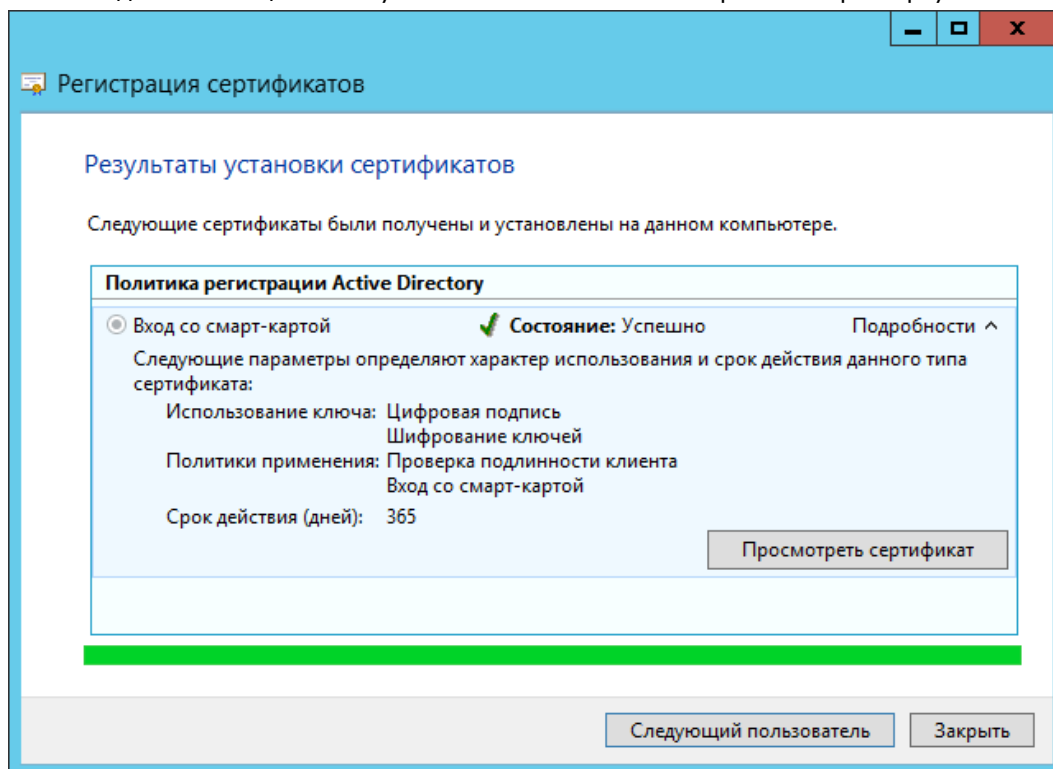 Регистрация сертификатов
Результаты установки сертификатов
Следующие сертификаты были получены и установлены на данном компьютере.
Политика регистрации Active Directory
Вход со смарт-картой Состояние: Успешно Подробности
Следующие параметры определяют характер использования и срок действия данного типа
сертификата:
Использование ключа: Цифровая подпись
Шифрование ключей
Политики применения: Проверка подлинности клиента
Вход со смарт-картой
Срок действия (дней): 365
Просмотреть сертификат
Следующий пользователь Закрыть